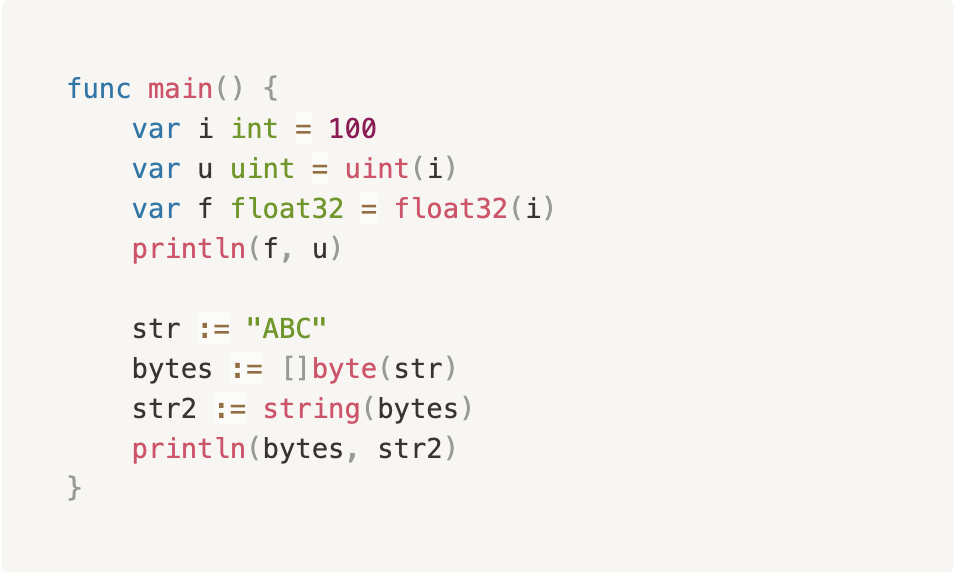 func main() {
    var i int = 100
    var u uint = uint(i)
    var f float32 = float32(i)
    println(f, u)

    str := "ABC"
    bytes := []byte(str)
    str2 := string(bytes)
    println(bytes, str2)
}